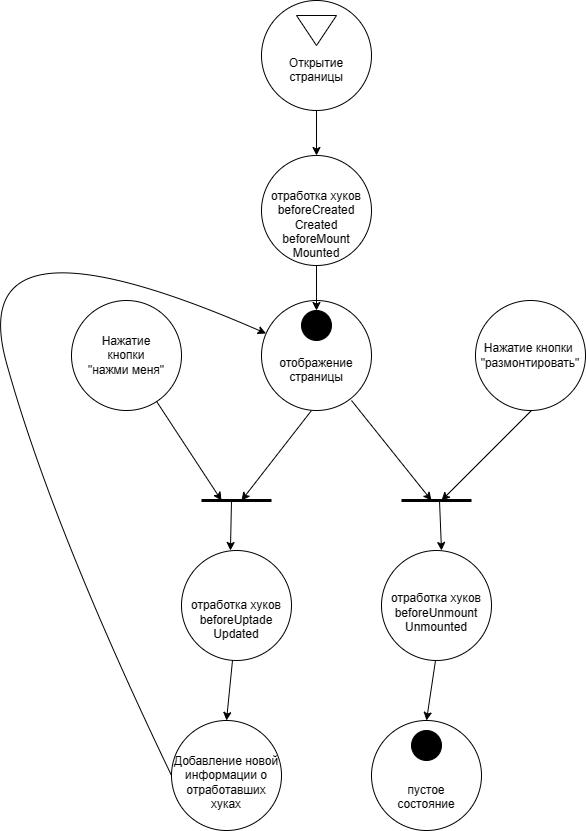 Открытие
страницы
отработка хуков
beforeCreated
Created
beforeMount
Mounted
Нажатие
кнопки
"нажми меня"
отображение
страницы
Нажатие кнопки
"размонтировать"
отработка хуков
beforeUptade
Updated
отработка хуков
beforeUnmount
Unmounted
Добавление новой
информации о
отработавших
хуках
пустое
состояние